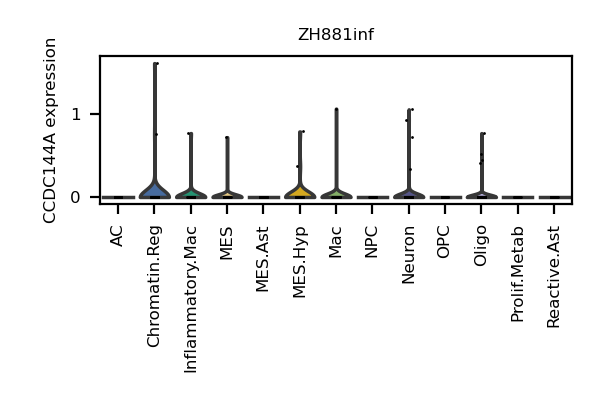 ZH881inf
CCDC144A expression
1
0
AC
Chromatin.Reg
Inflammatory.Mac
MES
MES.Ast
MES.Hyp
Mac
NPC
Neuron
OPC
Oligo
Prolif.Metab
Reactive.Ast